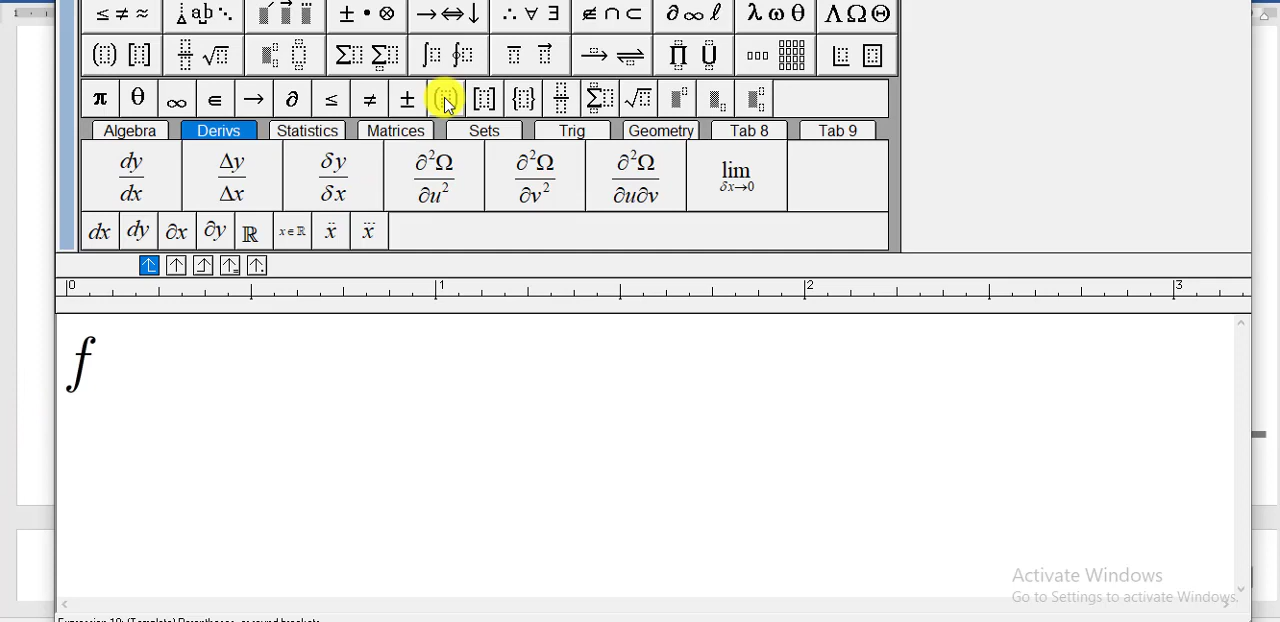 ≤ ≠ ≈ ∆ ab ⋱ ± • ⊗ → ⇔ ↓ ∴ ∀ ∃ ∉ ∩ ⊂ ∂ ∞ ℓ λ ω θ Λ Ω Θ
π θ ∞ ∈ → ∂ ≤ ≠ ±
Algebra Derivs Statistics Matrices Sets Trig Geometry Tab 8 Tab 9
dy/dx Δy/Δx δy/δx ∂²Ω/∂u² ∂²Ω/∂v² ∂²Ω/∂u∂v lim δx→0
dx dy ∂x ∂y ℝ x∈ℝ ẍ x⃛
0 1 2 3
f
Activate Windows
Go to Settings to activate Windows.